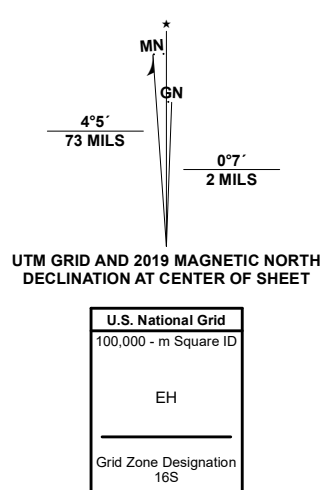 MN
GN
4°5´
73 MILS
0°7´
2 MILS
UTM GRID AND 2019 MAGNETIC NORTH
DECLINATION AT CENTER OF SHEET
U.S. National Grid
100,000 - m Square ID
EH
Grid Zone Designation
16S